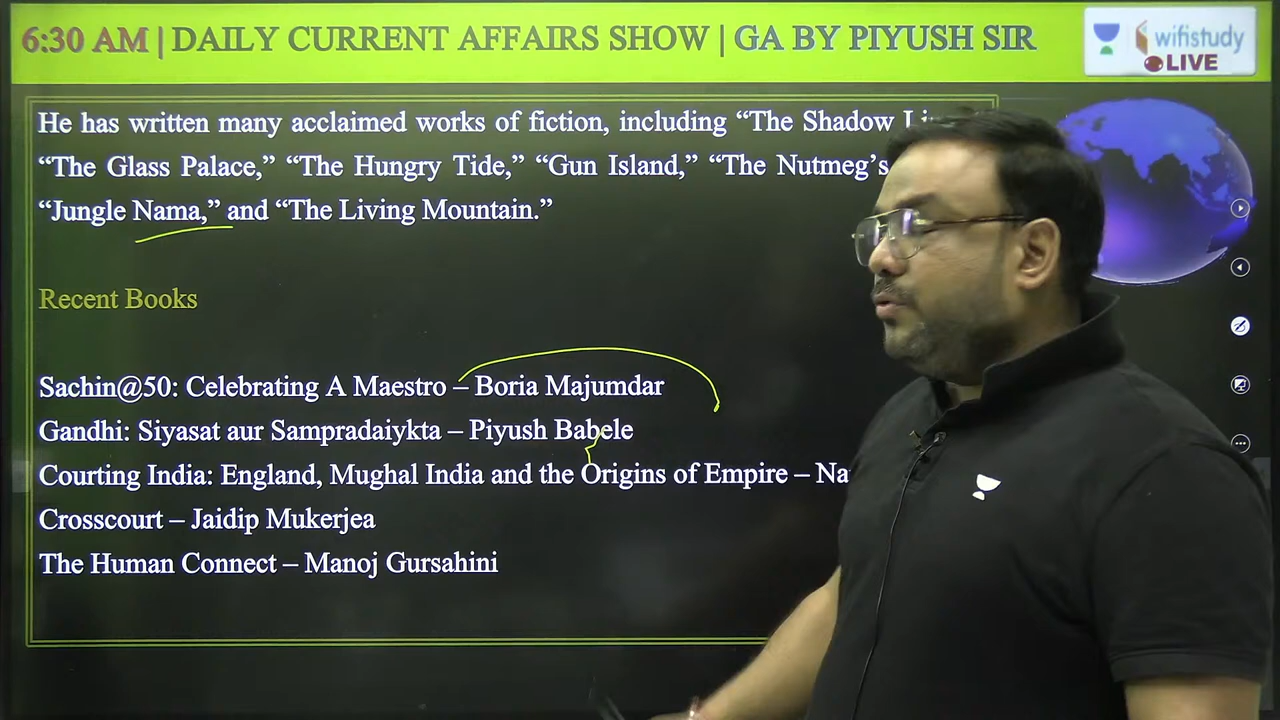 6:30 AM | DAILY CURRENT AFFAIRS SHOW | GA BY PIYUSH SIR
wifistudy
LIVE
He has written many acclaimed works of fiction, including “The Shadow
“The Glass Palace,” “The Hungry Tide,” “Gun Island,” “The Nutmeg’s
“Jungle Nama,” and “The Living Mountain.”
Recent Books
Sachin@50: Celebrating A Maestro – Boria Majumdar
Gandhi: Siyasat aur Sampradaiykta – Piyush Babele
Courting India: England, Mughal India and the Origins of Empire –
Crosscourt – Jaidip Mukerjea
The Human Connect – Manoj Gursahini